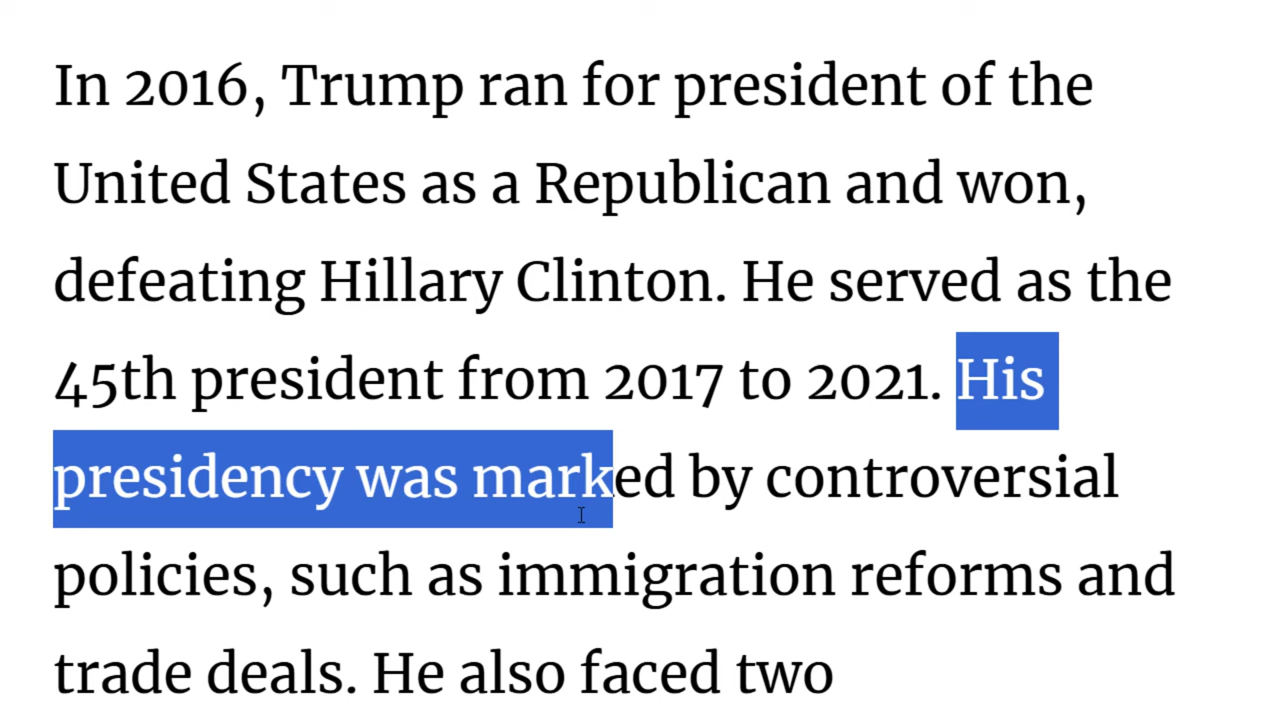 In 2016, Trump ran for president of the
United States as a Republican and won,
defeating Hillary Clinton. He served as the
45th president from 2017 to 2021. His
presidency was marked by controversial
policies, such as immigration reforms and
trade deals. He also faced two